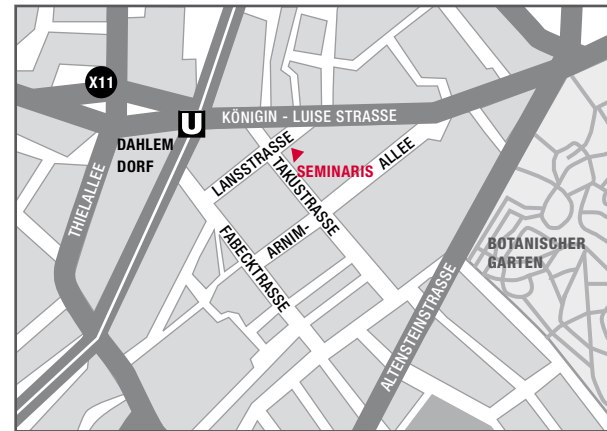 X11
U
KÖNIGIN - LUISE STRASSE
DAHLEM
DORF
LANSSTRASSE
TAKUSTRASSE
SEMINARIS
ARNIM-
ALLEE
THIELALLEE
FABECKTRASSE
ALTENSTEINSTRASSE
BOTANISCHER
GARTEN